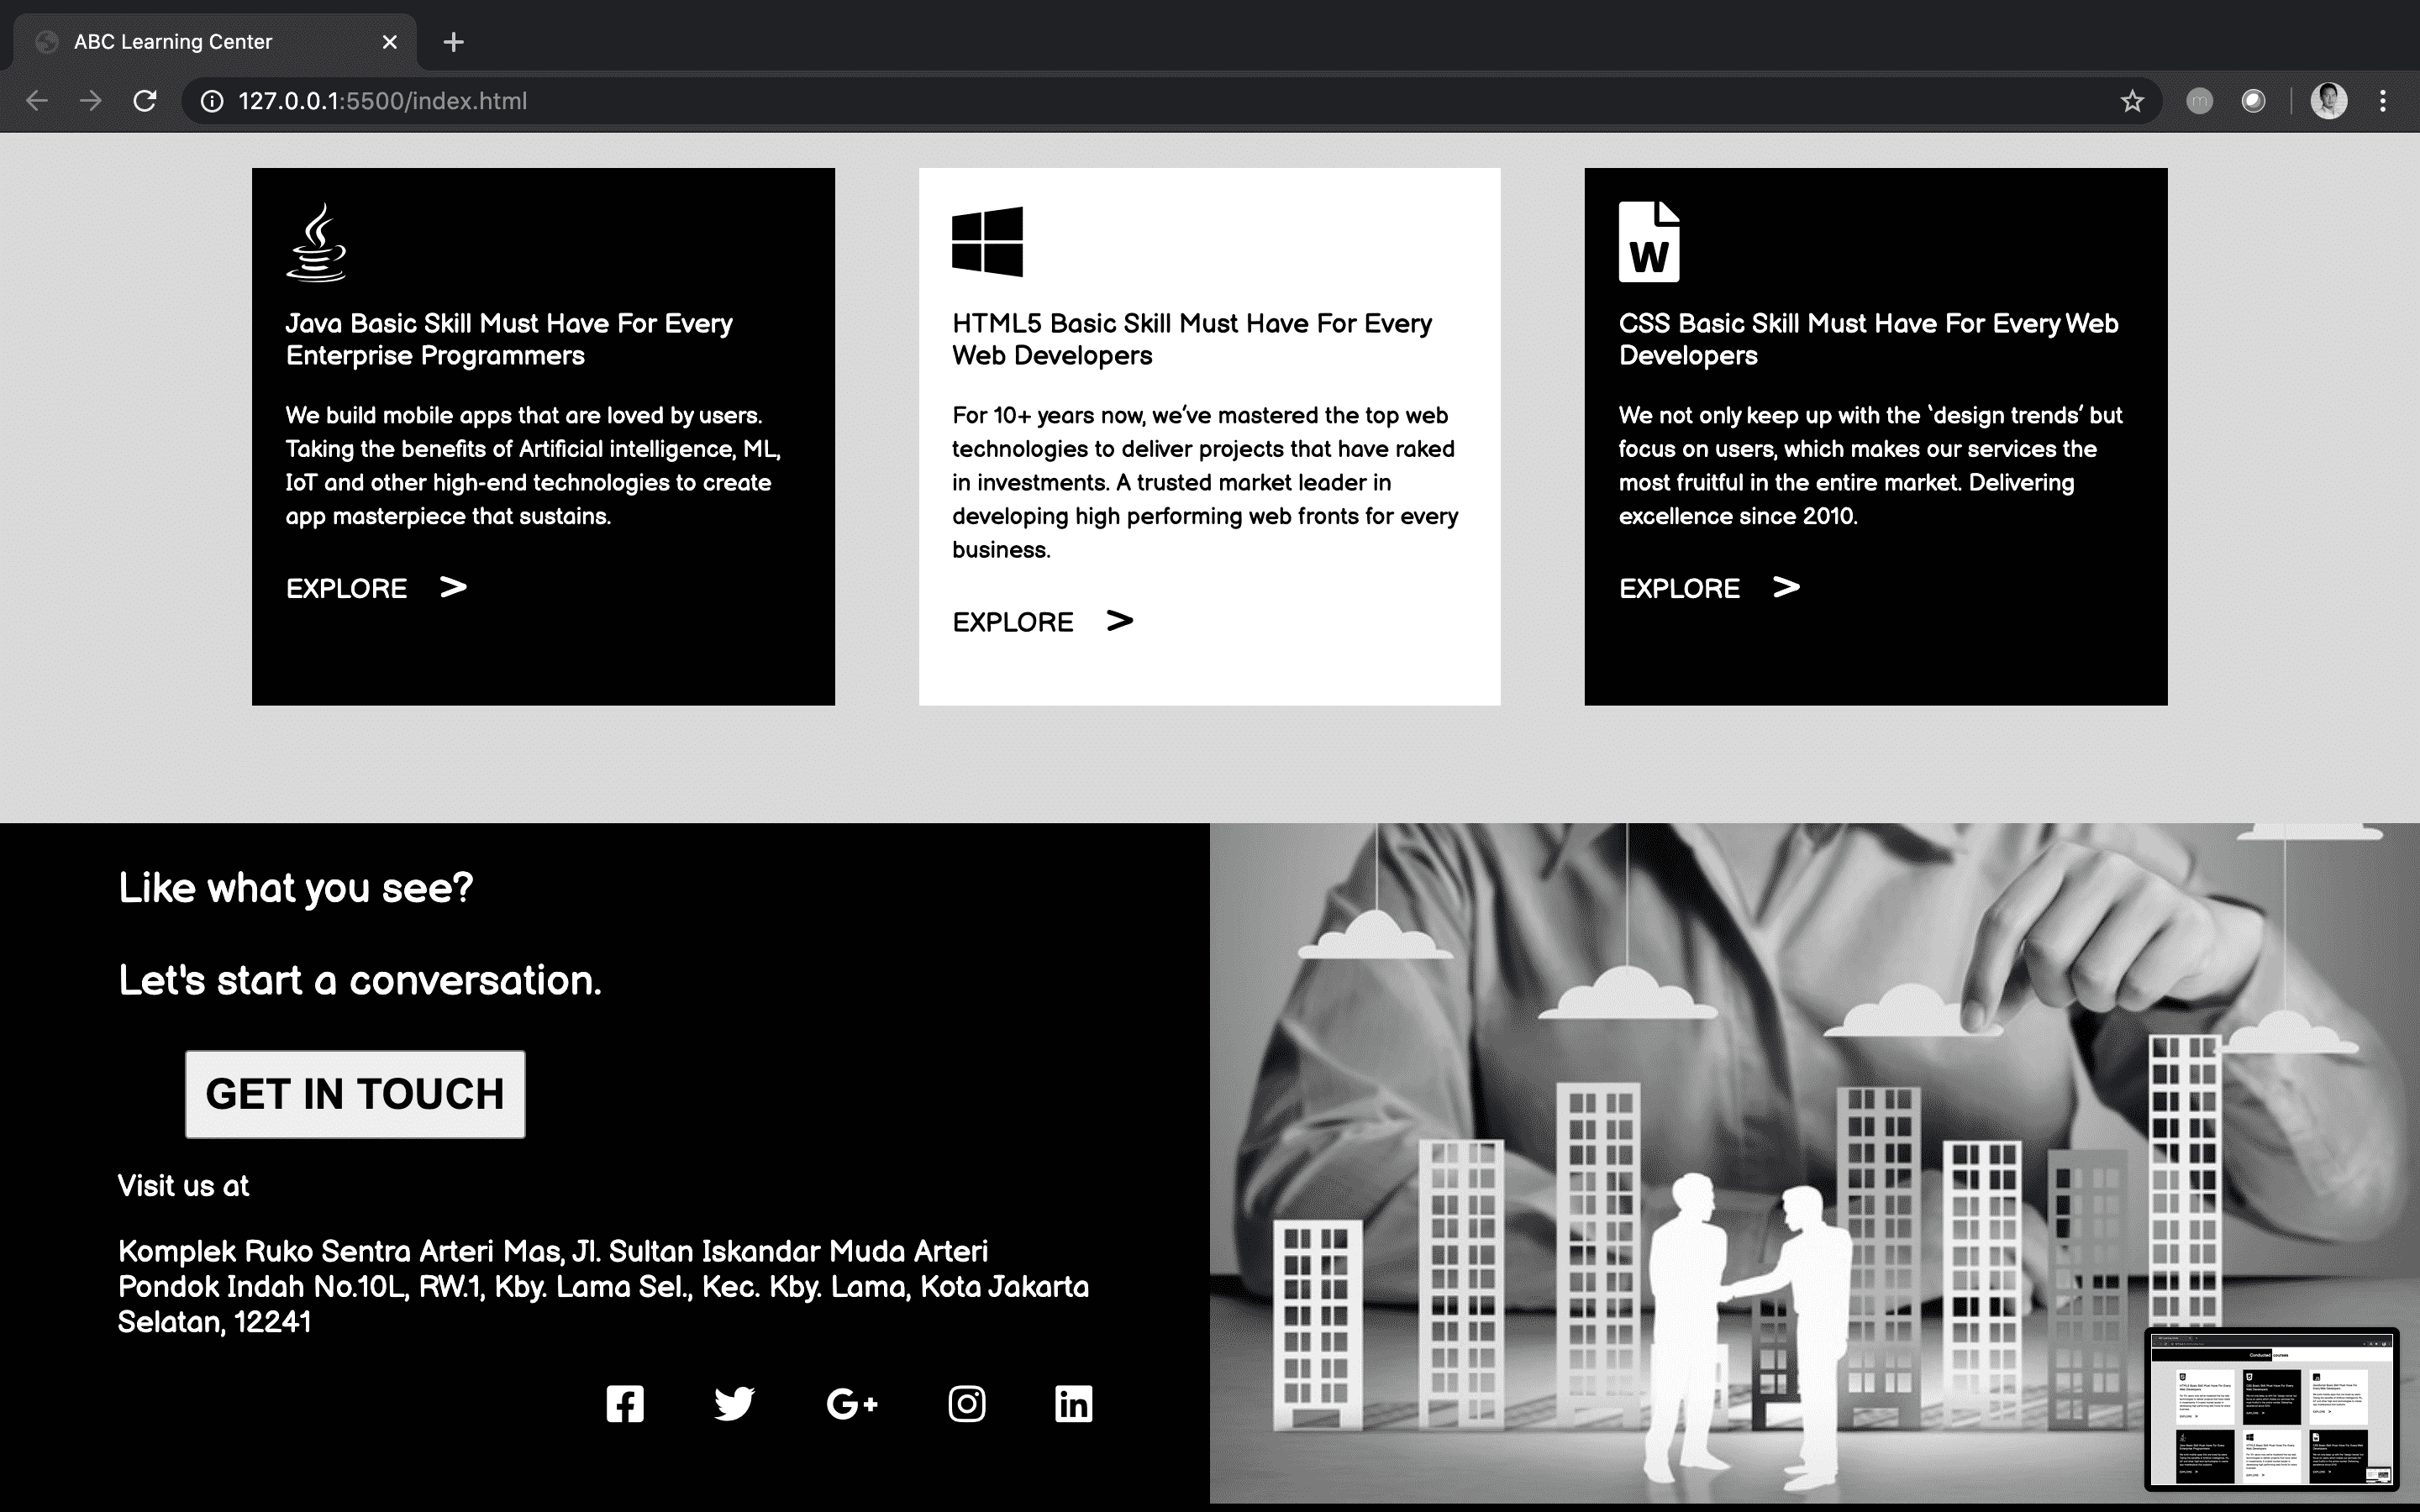 ABC Learning Center
127.0.0.1:5500/index.html
m
W
Java Basic Skill Must Have For Every
Enterprise Programmers
We build mobile apps that are loved by users.
Taking the benefits of Artificial intelligence, ML,
IoT and other high-end technologies to create
app masterpiece that sustains.
EXPLORE >
HTML5 Basic Skill Must Have For Every
Web Developers
For 10+ years now, we’ve mastered the top web
technologies to deliver projects that have raked
in investments. A trusted market leader in
developing high performing web fronts for every
business.
EXPLORE >
CSS Basic Skill Must Have For Every Web
Developers
We not only keep up with the ‘design trends’ but
focus on users, which makes our services the
most fruitful in the entire market. Delivering
excellence since 2010.
EXPLORE >
Like what you see?
Let's start a conversation.
GET IN TOUCH
Visit us at
Komplek Ruko Sentra Arteri Mas, Jl. Sultan Iskandar Muda Arteri
Pondok Indah No.10L, RW.1, Kby. Lama Sel., Kec. Kby. Lama, Kota Jakarta
Selatan, 12241
G+
in
Conducted courses